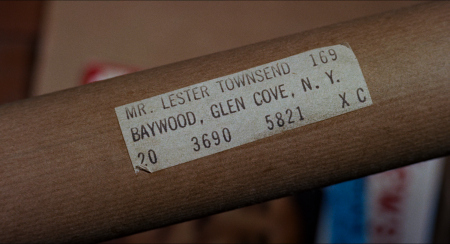 MR. LESTER TOWNSEND 169
BAYWOOD, GLEN COVE, N. Y.
20 3690 5821 X C